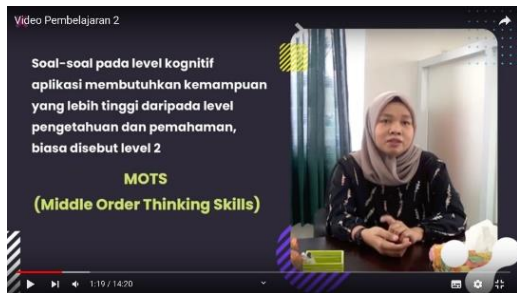 Video Pembelajaran 2
Soal-soal pada level kognitif
aplikasi membutuhkan kemampuan
yang lebih tinggi daripada level
pengetahuan dan pemahaman,
biasa disebut level 2
MOTS
(Middle Order Thinking Skills)
1:19 / 14:20